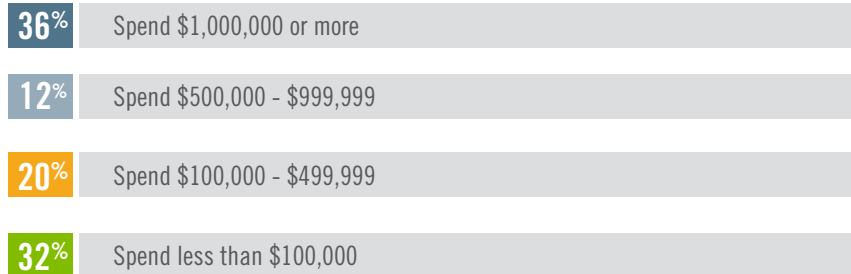 36% Spend $1,000,000 or more
12% Spend $500,000 - $999,999
20% Spend $100,000 - $499,999
32% Spend less than $100,000